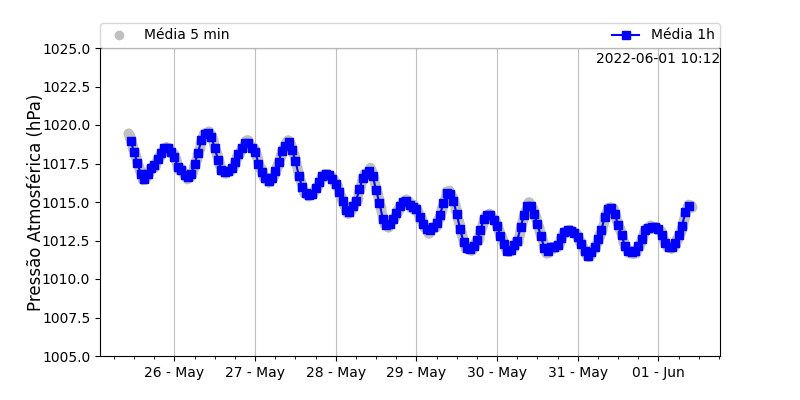 Média 5 min
Média 1h
2022-06-01 10:12
Pressão Atmosférica (hPa)
1025.0
1022.5
1020.0
1017.5
1015.0
1012.5
1010.0
1007.5
1005.0
26 - May
27 - May
28 - May
29 - May
30 - May
31 - May
01 - Jun